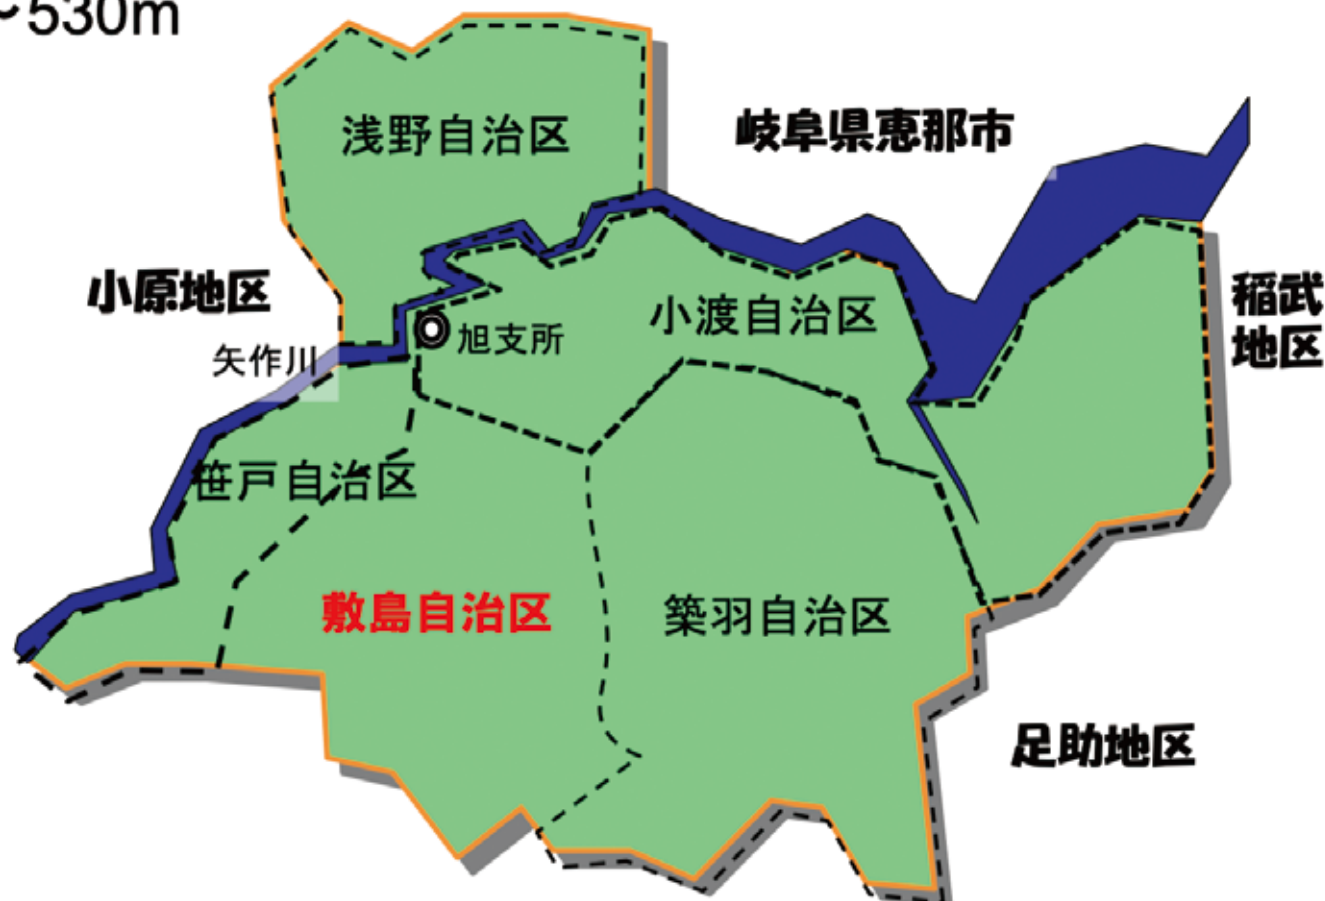 ~530m
浅野自治区
岐阜県恵那市
小原地区
稲武
地区
小渡自治区
旭支所
矢作川
笹戸自治区
敷島自治区
築羽自治区
足助地区